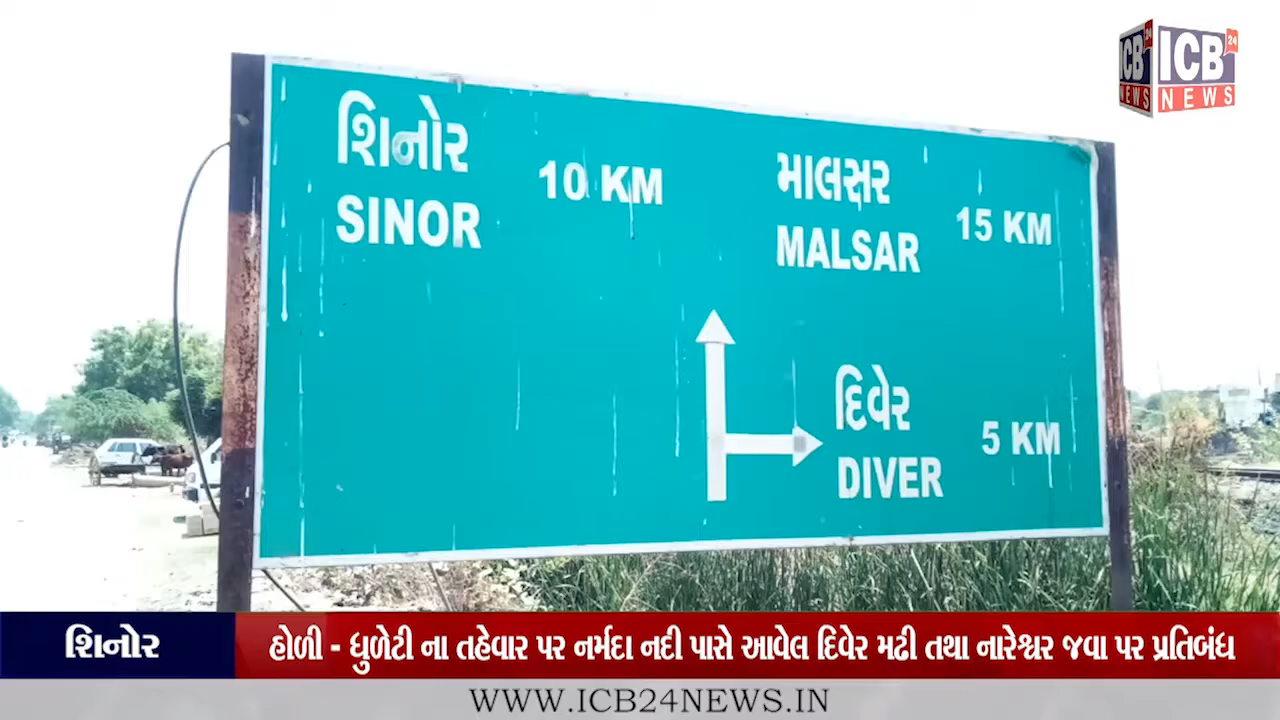 ICB 24 NEWS
ICB 24 NEWS
શિનોર
SINOR
10 KM
માલસર
MALSAR
15 KM
દિવેર
DIVER
5 KM
શિનોર
હોળી - ધુળેટી ના તહેવાર પર નર્મદા નદી પાસે આવેલ દિવેર મઢી તથા નારેશ્વર જવા પર પ્રતિબંધ
WWW.ICB24NEWS.IN